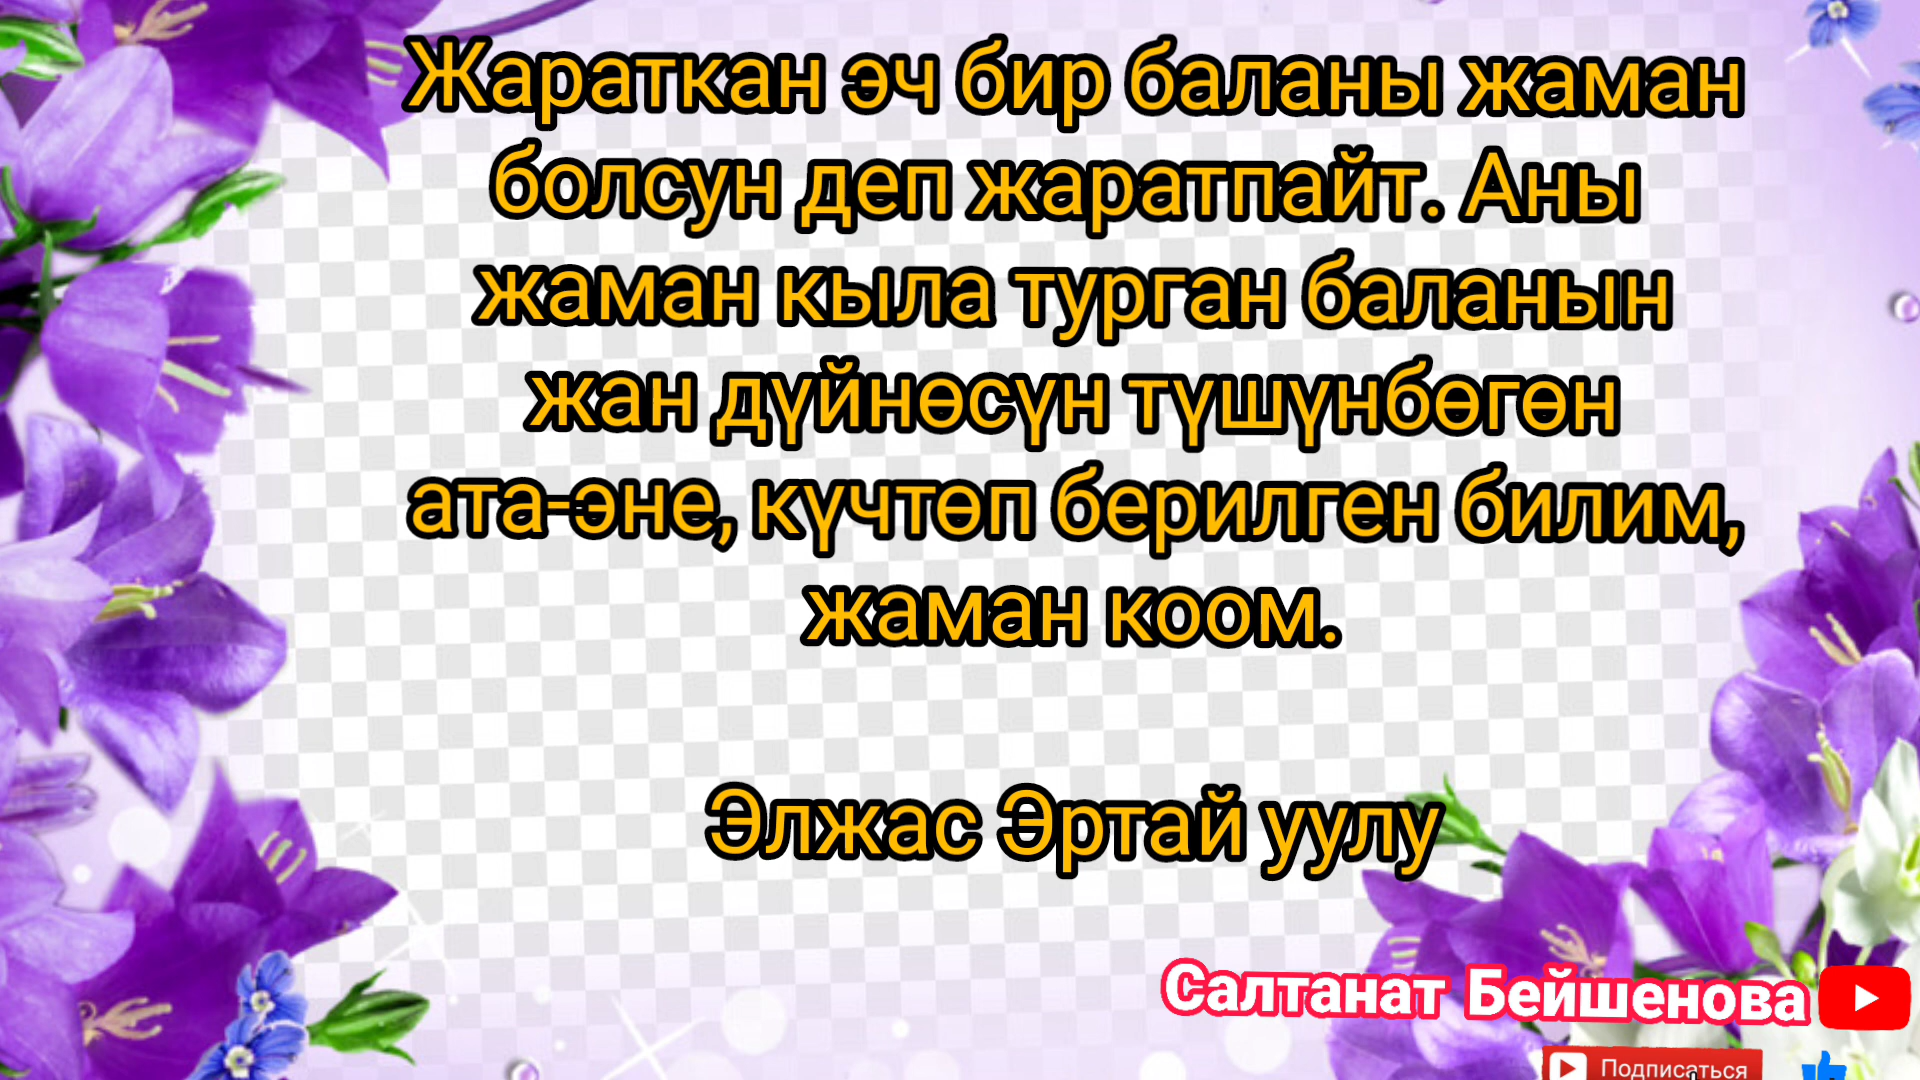 Жараткан эч бир баланы жаман
болсун деп жаратпайт. Аны
жаман кыла турган баланын
жан дүйнөсүн түшүнбөгөн
ата-эне, күчтөп берилген билим,
жаман коом.
Элжас Эртай уулу
Салтанат Бейшенова
Подписаться